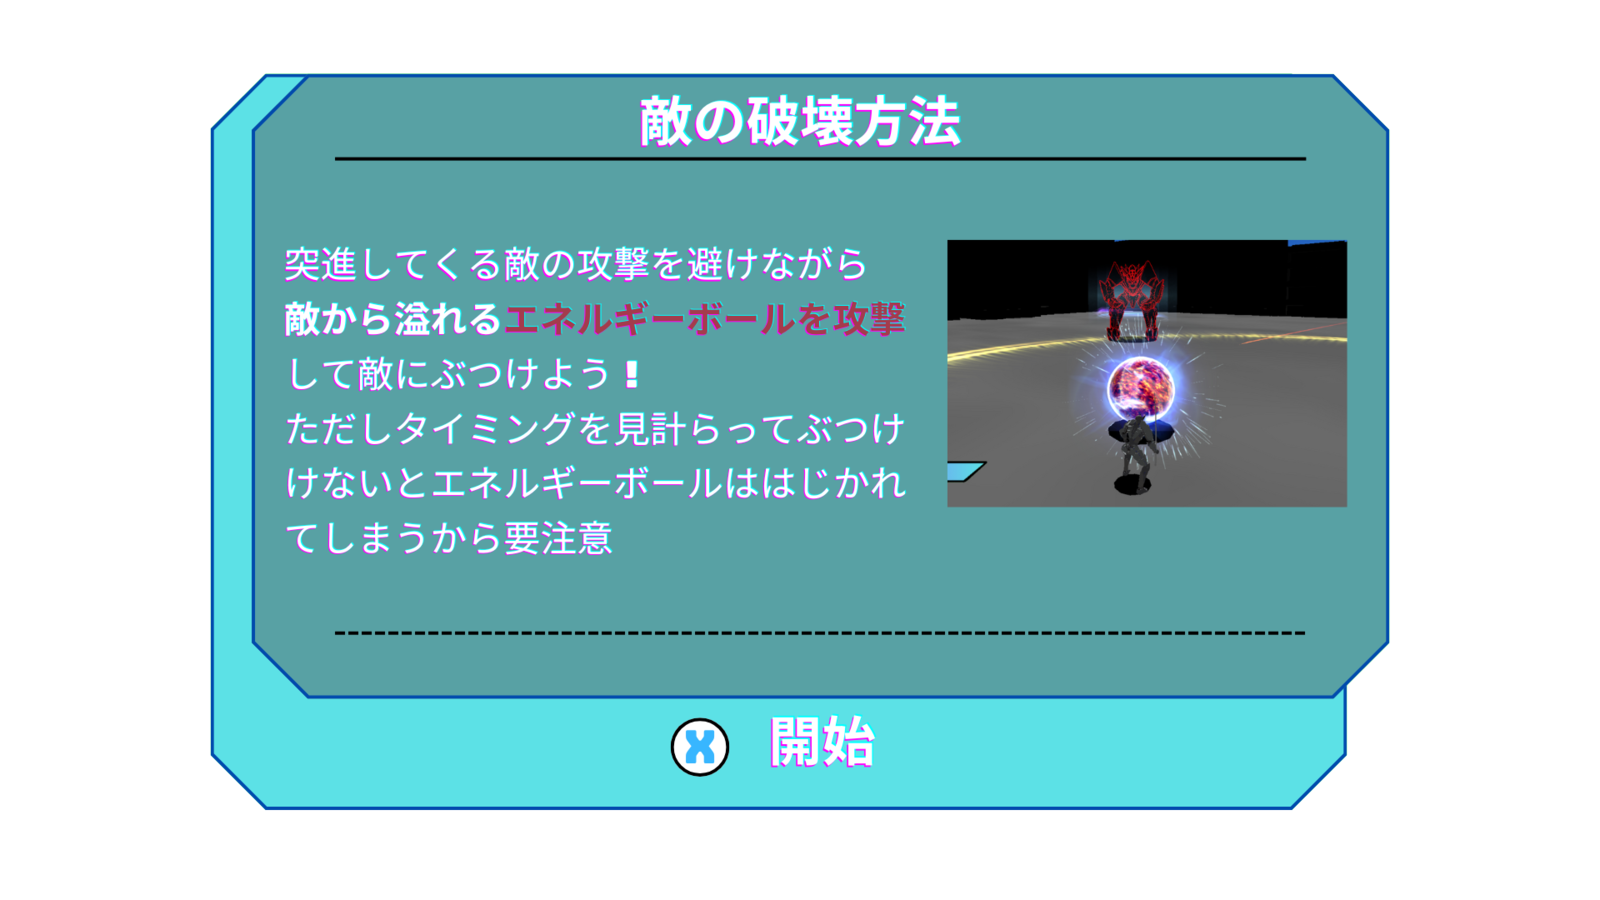 敵の破壊方法
突進してくる敵の攻撃を避けながら
敵から溢れるエネルギーボールを攻撃
して敵にぶつけよう！
ただしタイミングを見計らってぶつけ
けないとエネルギーボールははじかれ
てしまうから要注意
X 開始